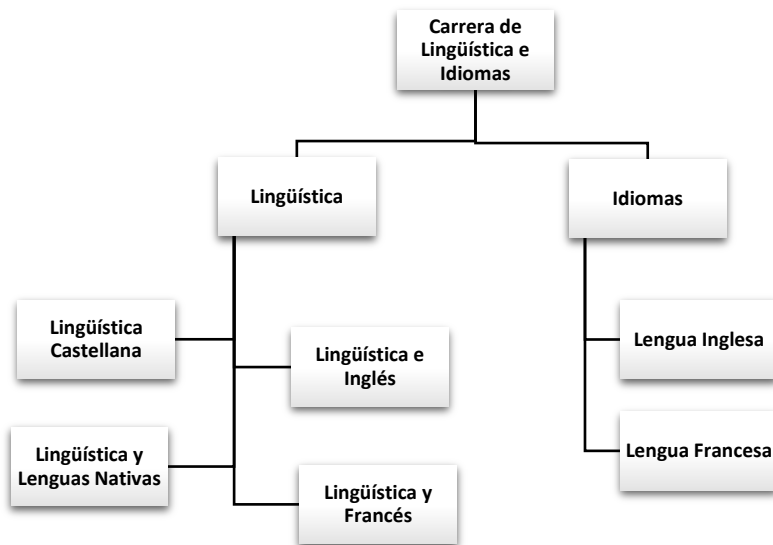 Carrera de
Lingüística e
Idiomas
Lingüística
Idiomas
Lingüística
Castellana
Lingüística e
Inglés
Lengua Inglesa
Lingüística y
Lenguas Nativas
Lingüística y
Francés
Lengua Francesa